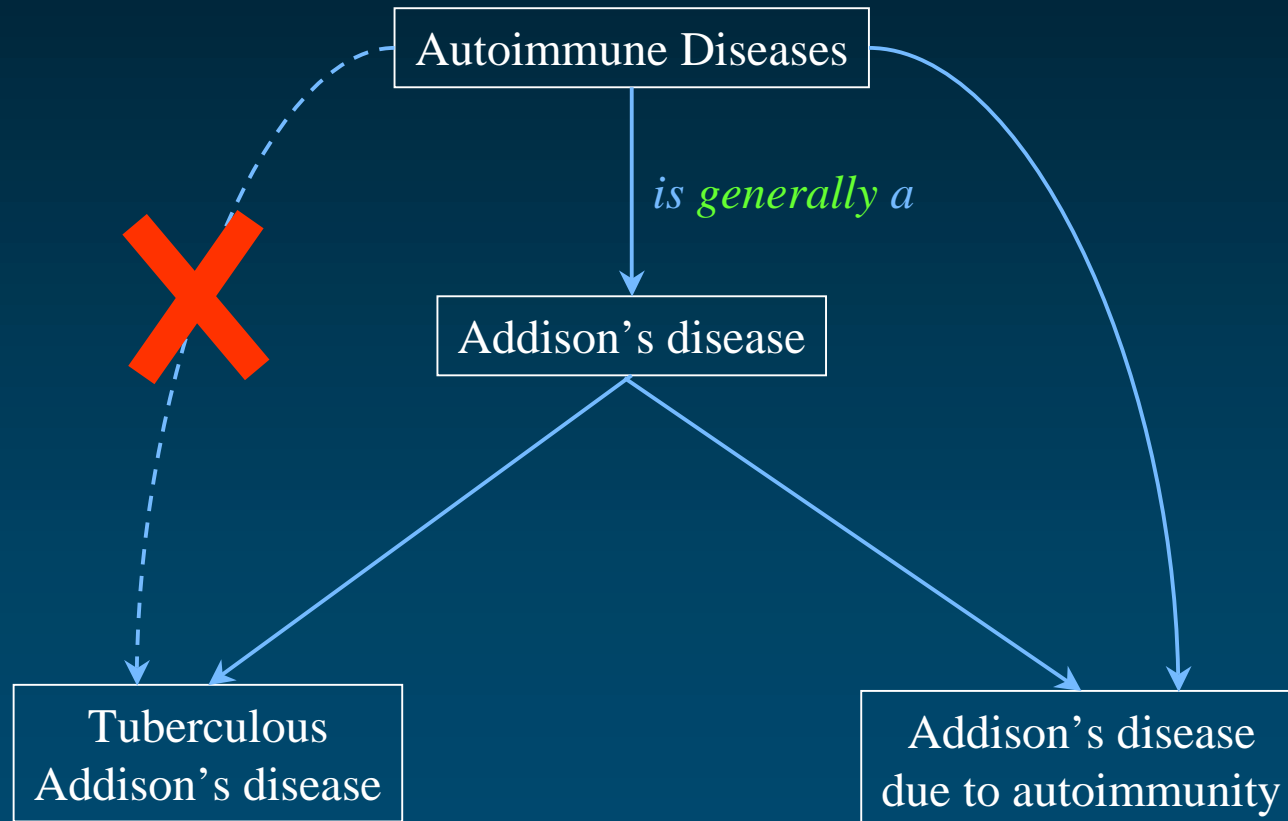 Autoimmune Diseases
is generally a
Addison’s disease
Tuberculous
Addison’s disease
Addison’s disease
due to autoimmunity